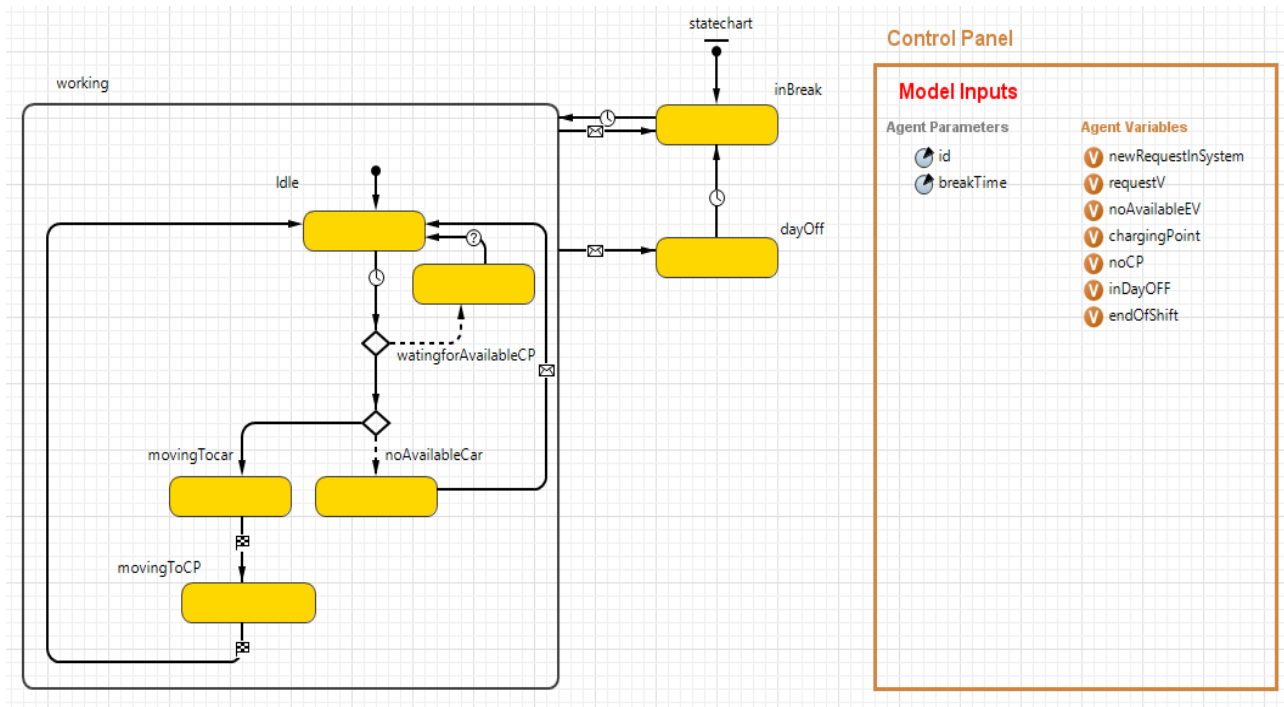 statechart
Control Panel
working
inBreak
Model Inputs
Agent Parameters
Agent Variables
id
breakTime
newRequestInSystem
requestV
noAvailableEV
chargingPoint
noCP
inDayOFF
endOfShift
Idle
dayOff
?
watingforAvailableCP
movingTocar
noAvailableCar
movingToCP
V
V
V
V
V
V
V